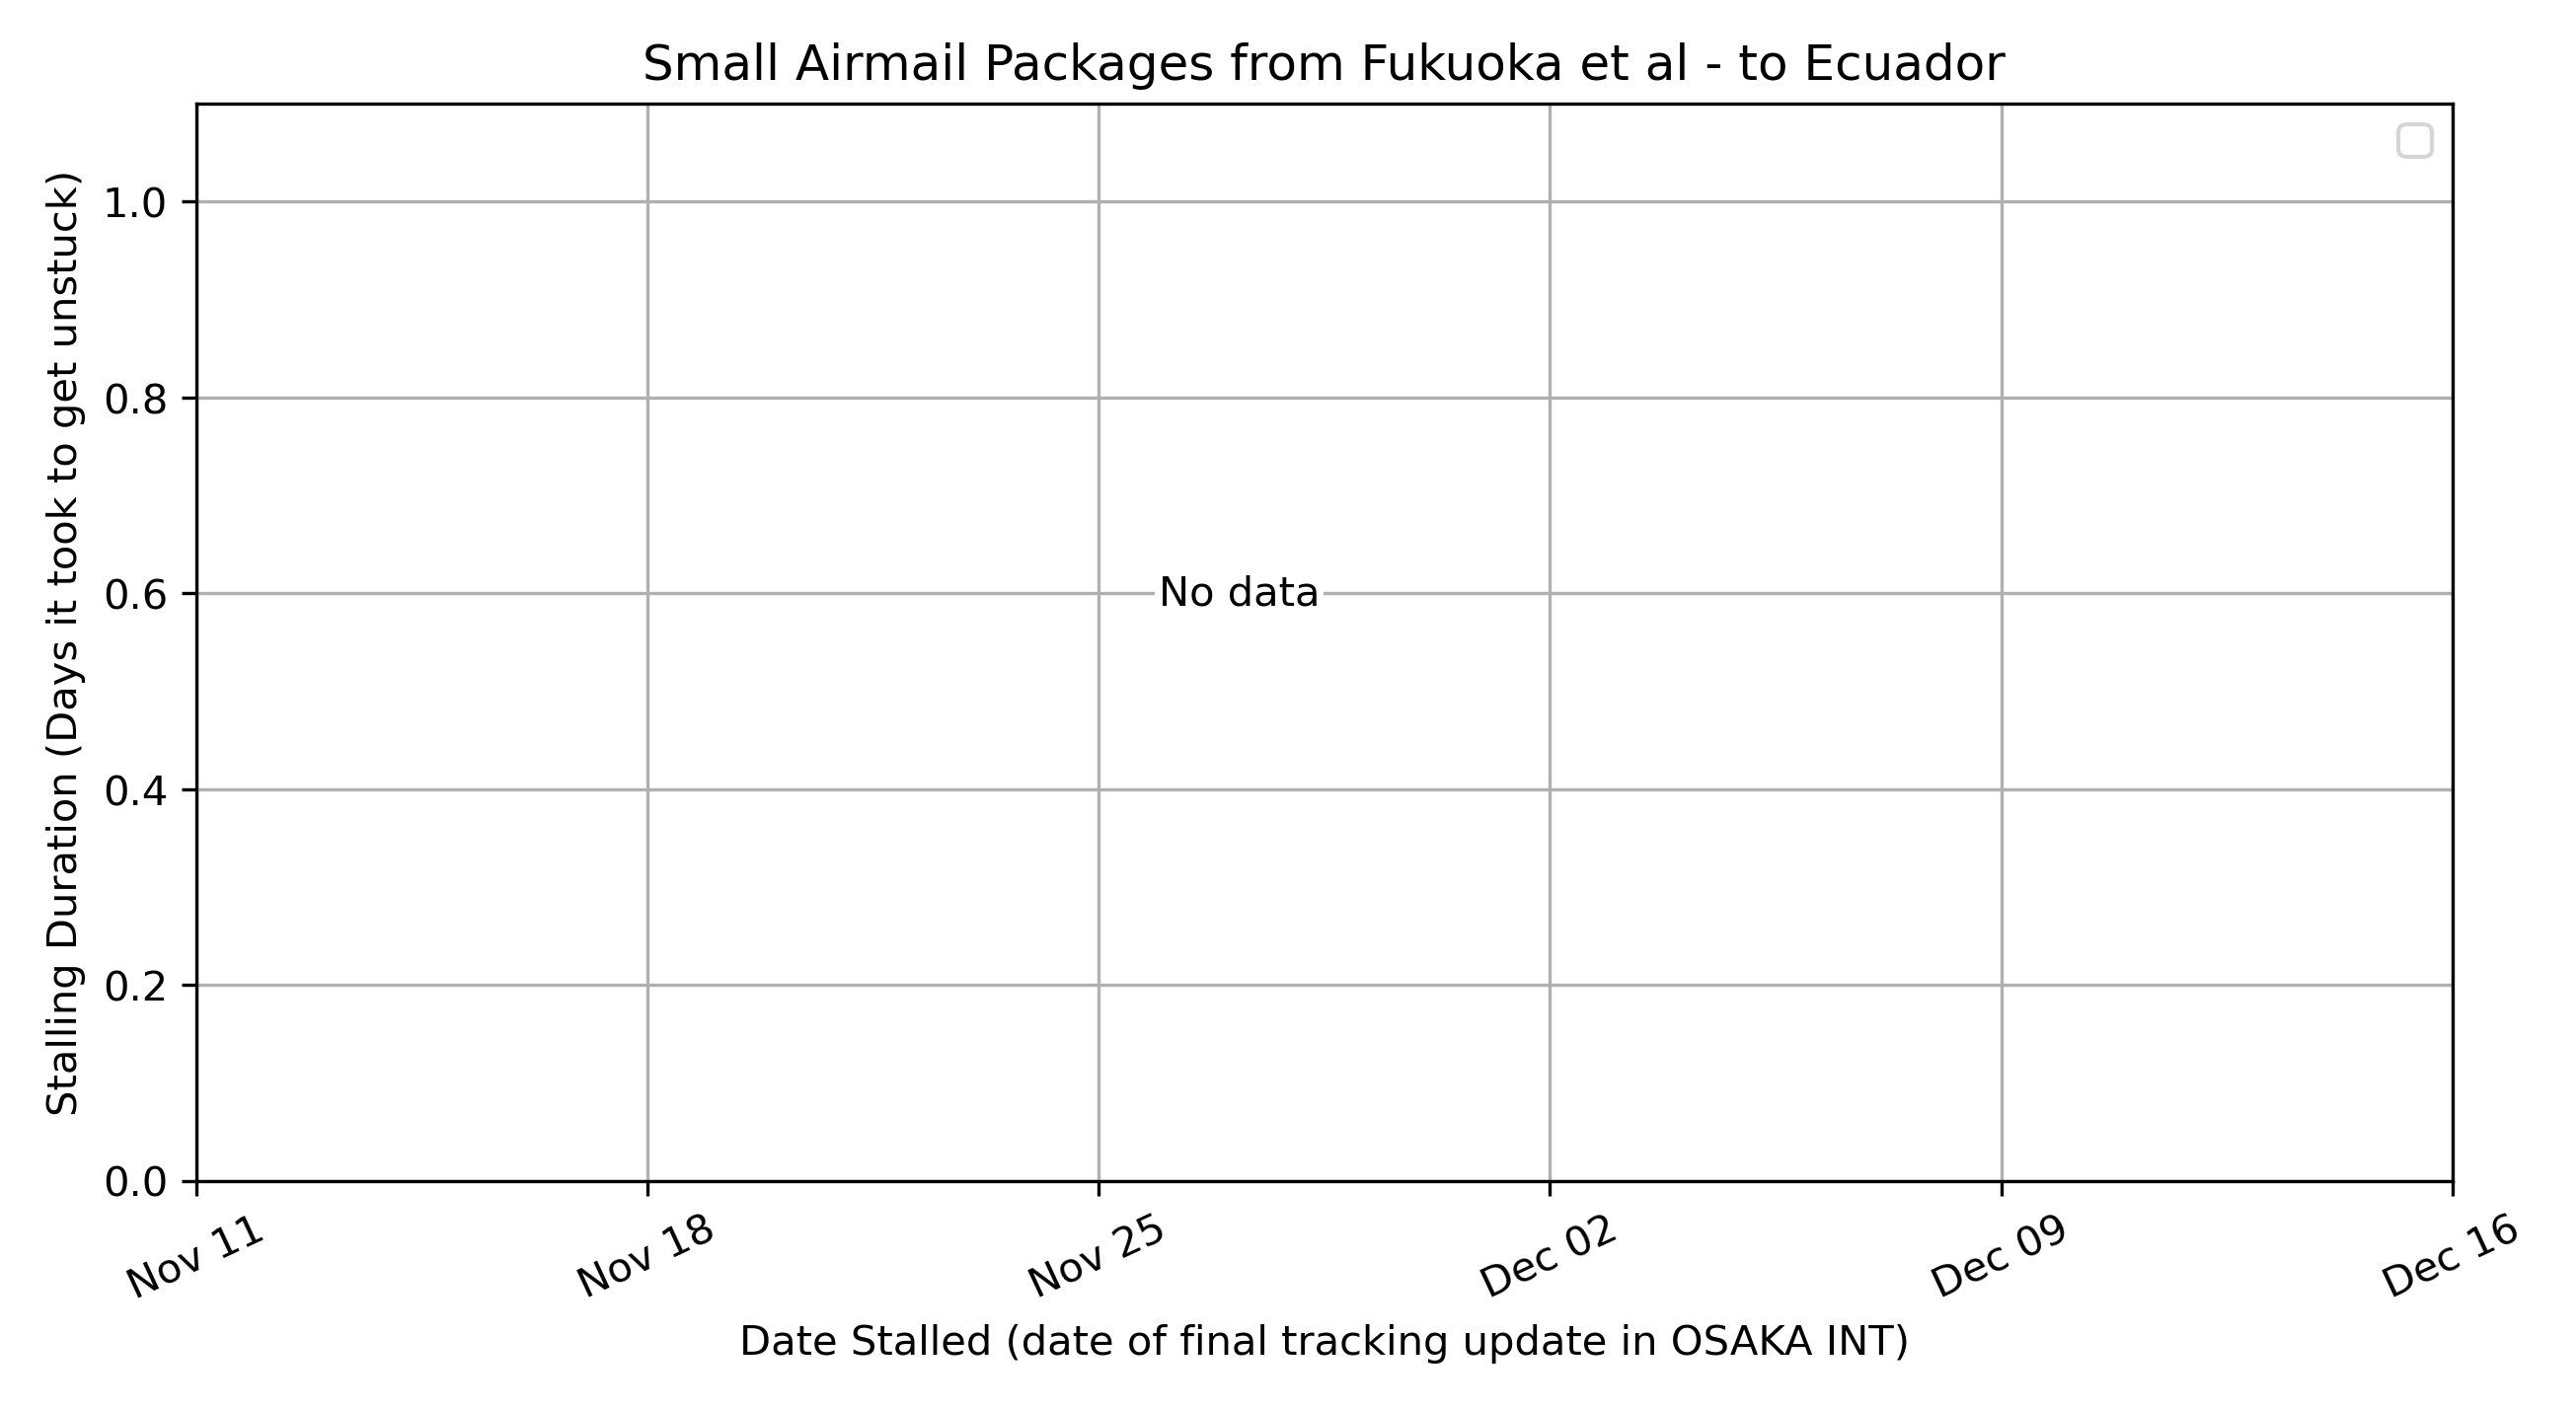 Small Airmail Packages from Fukuoka et al - to Ecuador
Stalling Duration (Days it took to get unstuck)
1.0
0.8
0.6
0.4
0.2
0.0
No data
Nov 11
Nov 18
Nov 25
Dec 02
Dec 09
Dec 16
Date Stalled (date of final tracking update in OSAKA INT)